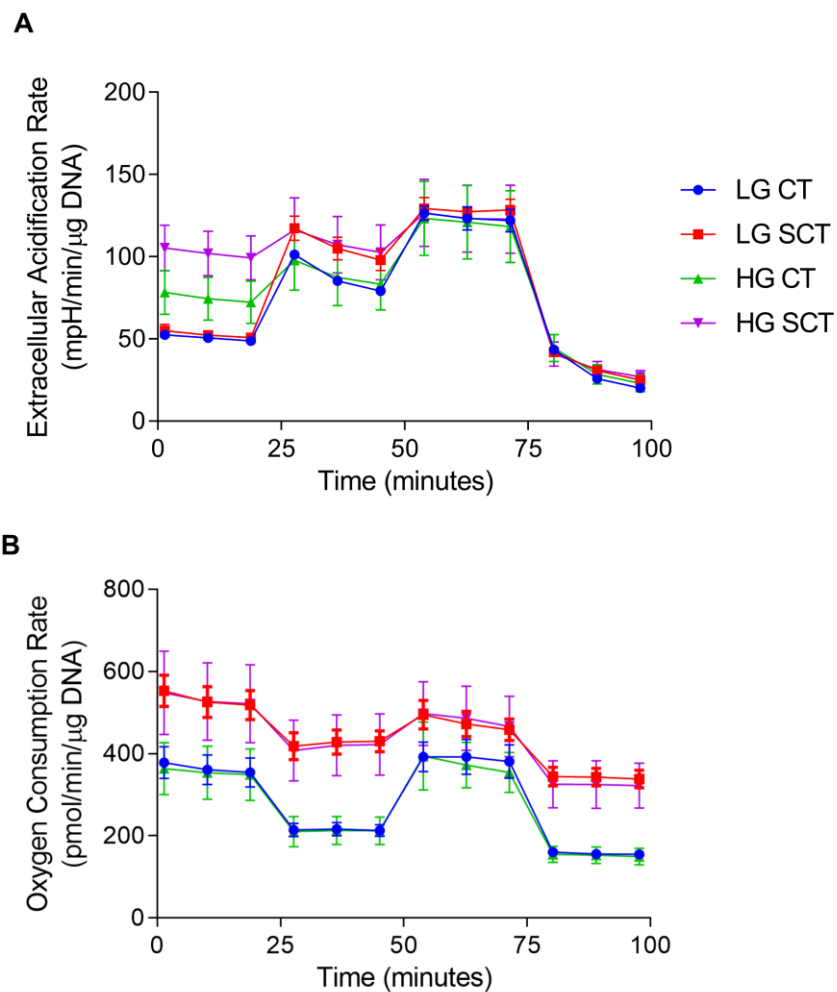 A
Extracellular Acidification Rate
(mpH/min/µg DNA)
200
150
100
50
0
0 25 50 75 100
Time (minutes)
LG CT
LG SCT
HG CT
HG SCT
B
Oxygen Consumption Rate
(pmol/min/µg DNA)
800
600
400
200
0
0 25 50 75 100
Time (minutes)